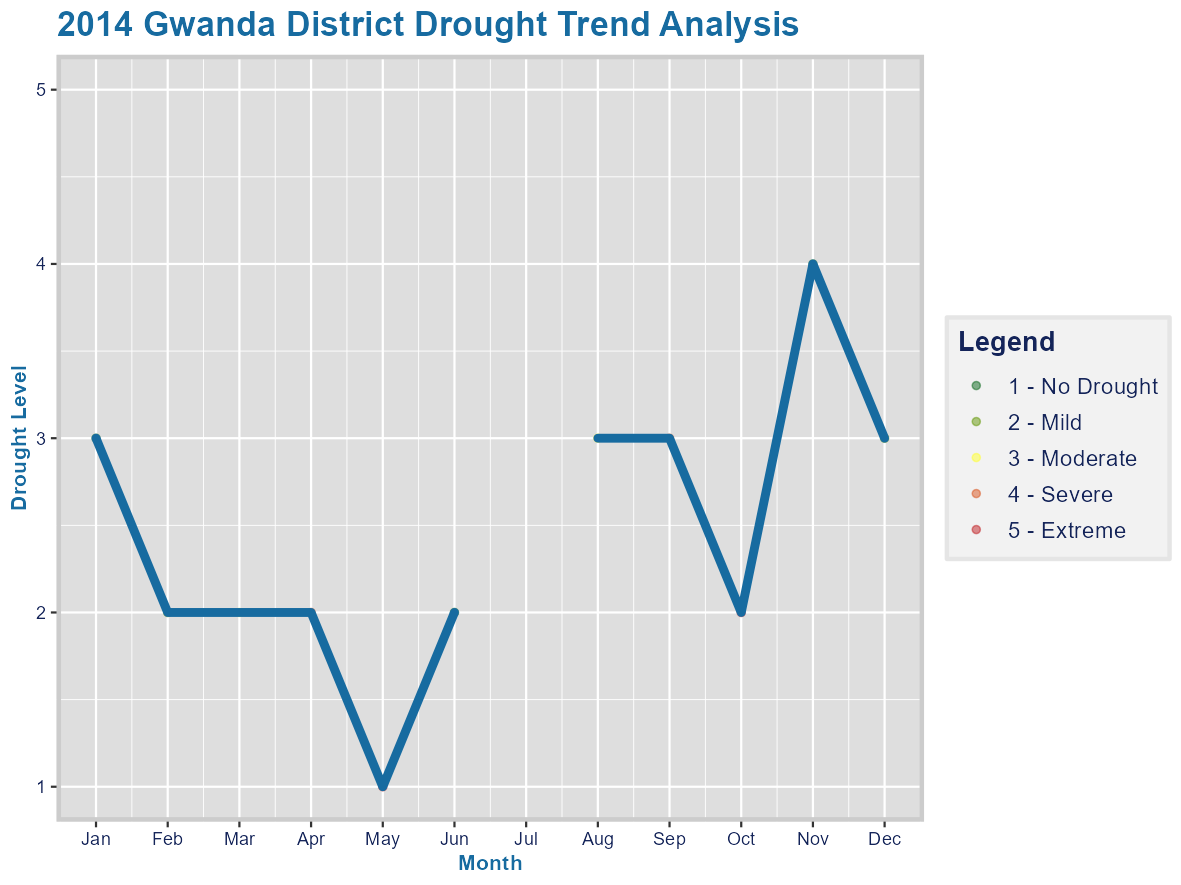 2014 Gwanda District Drought Trend Analysis
Drought Level
5
4
3
2
1
Jan Feb Mar Apr May Jun Jul Aug Sep Oct Nov Dec
Month
Legend
1 - No Drought
2 - Mild
3 - Moderate
4 - Severe
5 - Extreme